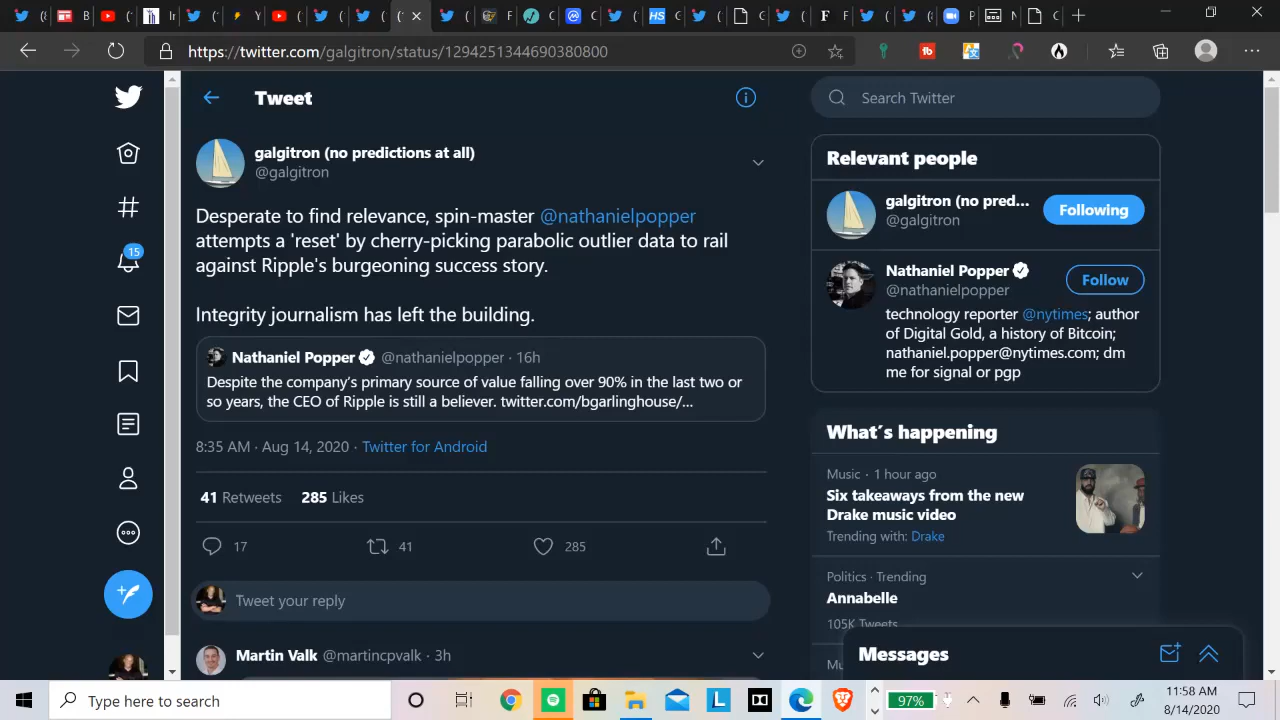 https://twitter.com/galgitron/status/1294251344690380800
Tweet
Search Twitter
galgitron (no predictions at all)
@galgitron
Desperate to find relevance, spin-master @nathanielpopper
attempts a 'reset' by cherry-picking parabolic outlier data to rail
against Ripple's burgeoning success story.
Integrity journalism has left the building.
Nathaniel Popper @nathanielpopper · 16h
Despite the company's primary source of value falling over 90% in the last two or
so years, the CEO of Ripple is still a believer. twitter.com/bgarlinghouse/...
8:35 AM · Aug 14, 2020 · Twitter for Android
41 Retweets 285 Likes
17 41 285
Tweet your reply
Martin Valk @martincpvalk · 3h
15
Relevant people
galgitron (no pred...
@galgitron
Following
Nathaniel Popper
@nathanielpopper
Follow
technology reporter @nytimes; author
of Digital Gold, a history of Bitcoin;
nathaniel.popper@nytimes.com; dm
me for signal or pgp
What's happening
Music · 1 hour ago
Six takeaways from the new
Drake music video
Trending with: Drake
Politics · Trending
Annabelle
105K Tweets
Mu
Messages
Type here to search
97%
11:58 AM
8/14/2020